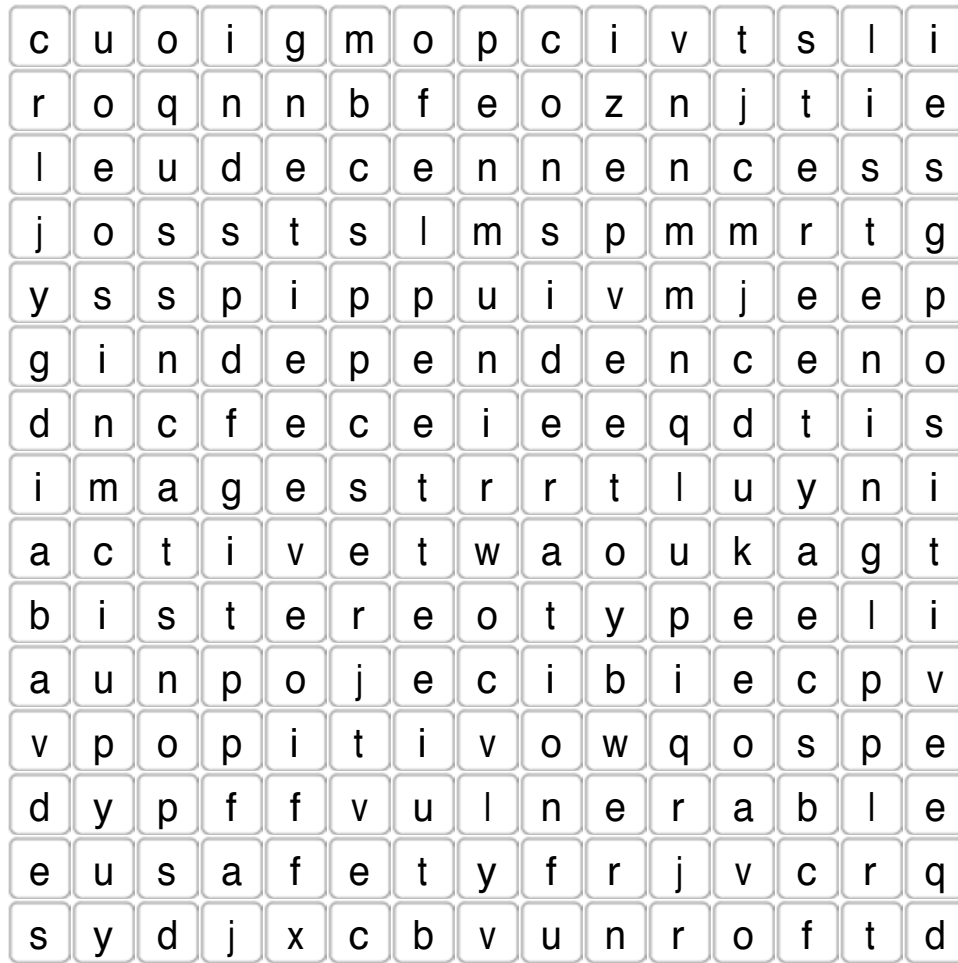 c u o i g m o p c i v t s l i
r o q n n b f e o z n j t i e
l e u d e c e n n e n c e s s
j o s s t s l m s p m m r t g
y s s p i p p u i v m j e e p
g i n d e p e n d e n c e n o
d n c f e c e i e e q d t i s
i m a g e s t r r t l u y n i
a c t i v e t w a o u k a g t
b i s t e r e o t y p e e l i
a u n p o j e c i b i e c p v
v p o p i t i v o w q o s p e
d y p f f v u l n e r a b l e
e u s a f e t y f r j v c r q
s y d j x c b v u n r o f t d